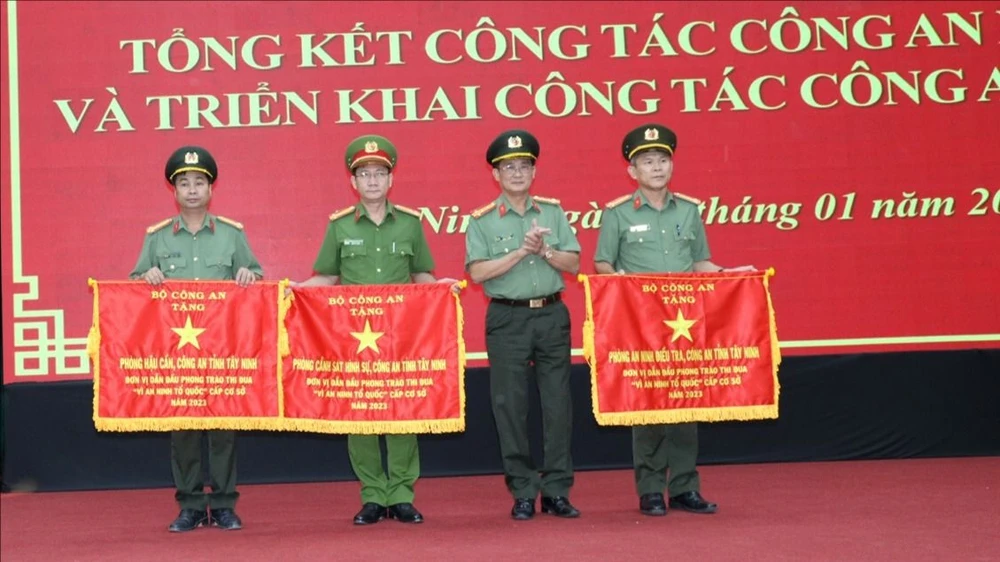 TỔNG KẾT CÔNG TÁC CÔNG AN
VÀ TRIỂN KHAI CÔNG TÁC CÔNG A
Nin
ngà
tháng 01 năm 20
BỘ CÔNG AN
TẶNG
PHÒNG HẬU CẦN, CÔNG AN TỈNH TÂY NINH
ĐƠN VỊ DẪN ĐẦU PHONG TRÀO THI ĐUA
"VÌ AN NINH TỔ QUỐC" CẤP CƠ SỞ
NĂM 2023
BỘ CÔNG AN
TẶNG
PHÒNG CẢNH SÁT HÌNH SỰ, CÔNG AN TỈNH TÂY NINH
ĐƠN VỊ DẪN ĐẦU PHONG TRÀO THI ĐUA
"VÌ AN NINH TỔ QUỐC" CẤP CƠ SỞ
NĂM 2023
BỘ CÔNG AN
TẶNG
PHÒNG AN NINH ĐIỀU TRA, CÔNG AN TỈNH TÂY NINH
ĐƠN VỊ DẪN ĐẦU PHONG TRÀO THI ĐUA
"VÌ AN NINH TỔ QUỐC" CẤP CƠ SỞ
NĂM 2023